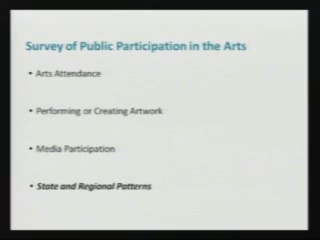 Survey of Public Participation in the Arts
• Arts Attendance
• Performing or Creating Artwork
• Media Participation
• State and Regional Patterns